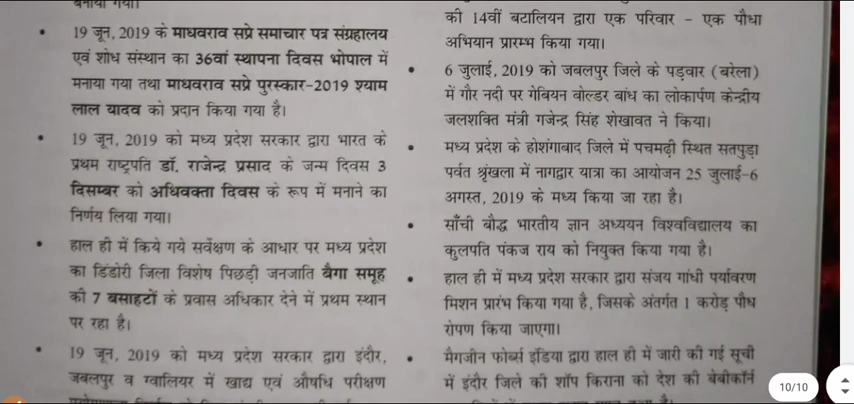 बनाया गया।
19 जून, 2019 के माधवराव सप्रे समाचार पत्र संग्रहालय
एवं शोध संस्थान का 36वां स्थापना दिवस भोपाल में
मनाया गया तथा माधवराव सप्रे पुरस्कार-2019 श्याम
लाल यादव को प्रदान किया गया है।
19 जून, 2019 को मध्य प्रदेश सरकार द्वारा भारत के
प्रथम राष्ट्रपति डॉ. राजेन्द्र प्रसाद के जन्म दिवस 3
दिसम्बर को अधिवक्ता दिवस के रूप में मनाने का
निर्णय लिया गया।
हाल ही में किये गये सर्वेक्षण के आधार पर मध्य प्रदेश
का डिंडोरी जिला विशेष पिछड़ी जनजाति बैगा समूह
की 7 बसाहटों के प्रवास अधिकार देने में प्रथम स्थान
पर रहा है।
19 जून, 2019 को मध्य प्रदेश सरकार द्वारा इंदौर,
जबलपुर व ग्वालियर में खाद्य एवं औषधि परीक्षण
की 14वीं बटालियन द्वारा एक परिवार - एक पौधा
अभियान प्रारम्भ किया गया।
6 जुलाई, 2019 को जबलपुर जिले के पड़वार (बरेला)
में गौर नदी पर गेबियन बोल्डर बांध का लोकार्पण केन्द्रीय
जलशक्ति मंत्री गजेन्द्र सिंह शेखावत ने किया।
मध्य प्रदेश के होशंगाबाद जिले में पचमढ़ी स्थित सतपुड़ा
पर्वत श्रृंखला में नागद्वार यात्रा का आयोजन 25 जुलाई-6
अगस्त, 2019 के मध्य किया जा रहा है।
साँची बौद्ध भारतीय ज्ञान अध्ययन विश्वविद्यालय का
कुलपति पंकज राय को नियुक्त किया गया है।
हाल ही में मध्य प्रदेश सरकार द्वारा संजय गांधी पर्यावरण
मिशन प्रारंभ किया गया है, जिसके अंतर्गत 1 करोड़ पौध
रोपण किया जाएगा।
मैगजीन फोर्ब्स इंडिया द्वारा हाल ही में जारी की गई सूची
में इंदौर जिले की शॉप किराना को देश की बेबीकॉर्न
10/10